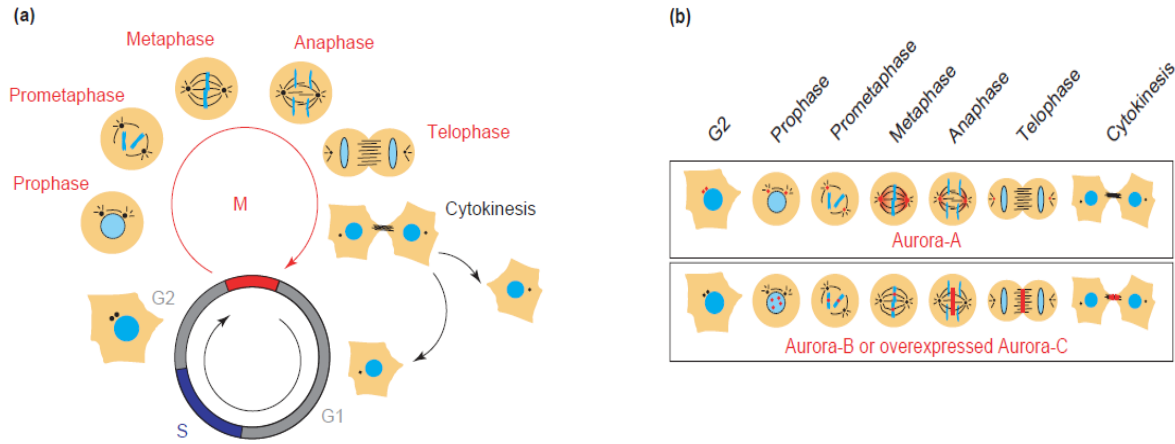 (a)
Metaphase
Anaphase
Prometaphase
Telophase
Prophase
M
Cytokinesis
G2
S
G1
(b)
G2
Prophase
Prometaphase
Metaphase
Anaphase
Telophase
Cytokinesis
Aurora-A
Aurora-B or overexpressed Aurora-C